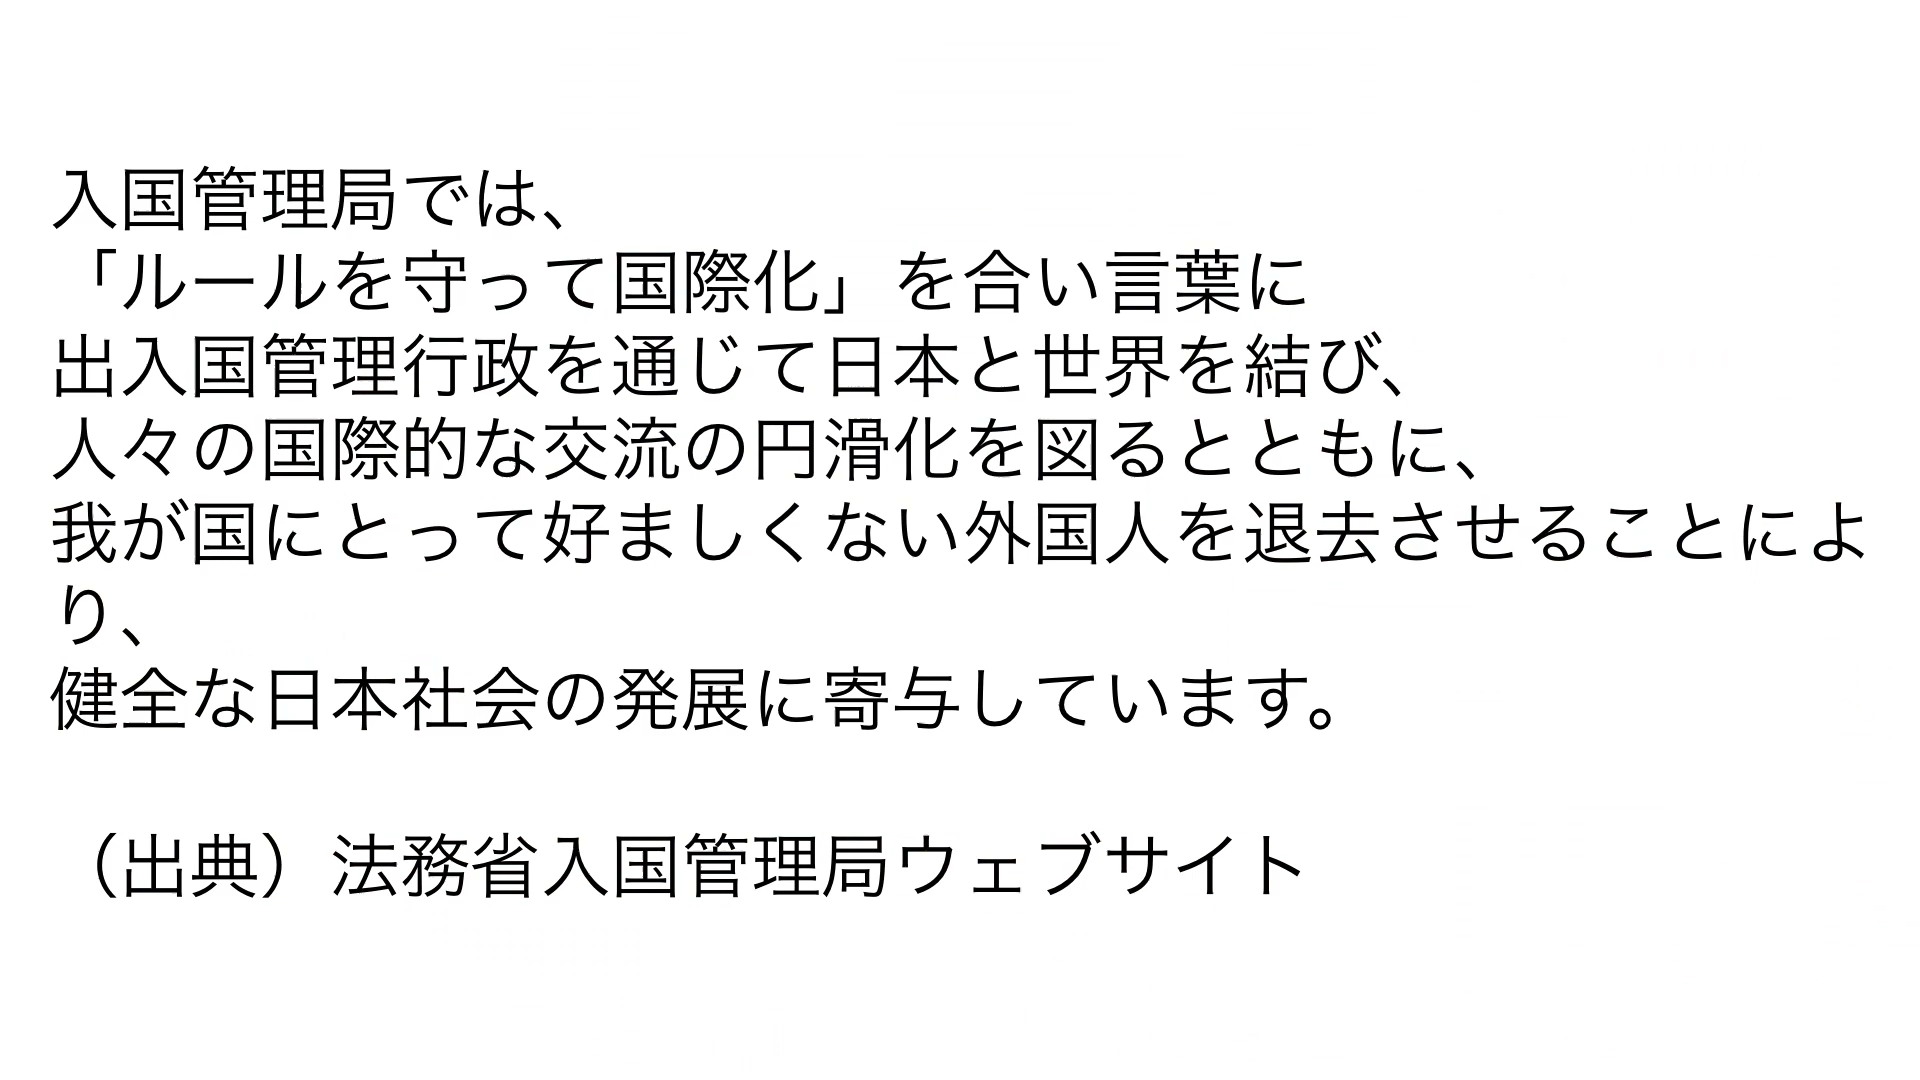 入国管理局では、
「ルールを守って国際化」を合い言葉に
出入国管理行政を通じて日本と世界を結び、
人々の国際的な交流の円滑化を図るとともに、
我が国にとって好ましくない外国人を退去させることによ
り、
健全な日本社会の発展に寄与しています。
（出典）法務省入国管理局ウェブサイト